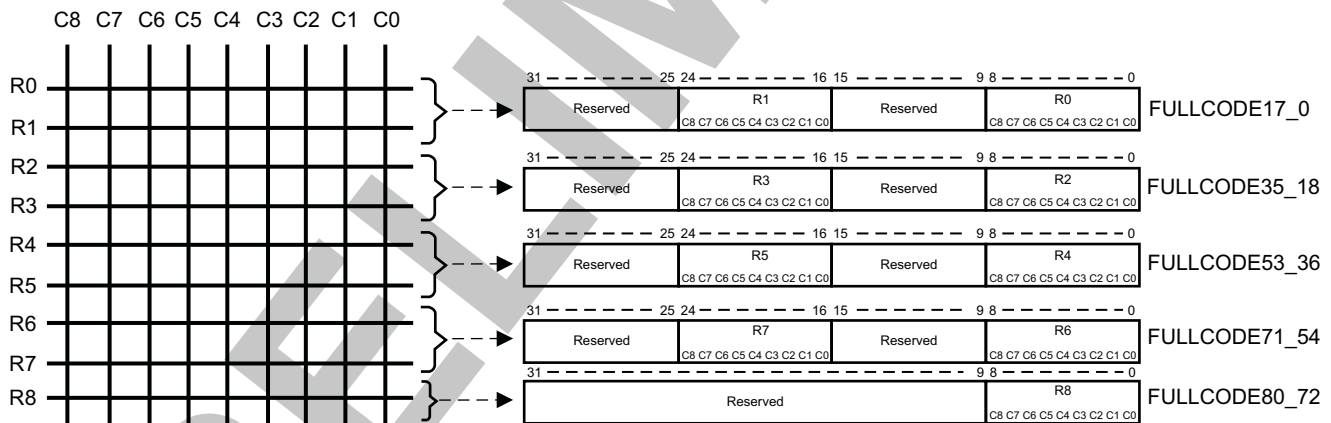 C8 C7 C6 C5 C4 C3 C2 C1 C0
R0
R1
R2
R3
R4
R5
R6
R7
R8
31 25 24 16 15 9 8 0
Reserved R1 Reserved R0
C8 C7 C6 C5 C4 C3 C2 C1 C0 C8 C7 C6 C5 C4 C3 C2 C1 C0
FULLCODE17_0
31 25 24 16 15 9 8 0
Reserved R3 Reserved R2
C8 C7 C6 C5 C4 C3 C2 C1 C0 C8 C7 C6 C5 C4 C3 C2 C1 C0
FULLCODE35_18
31 25 24 16 15 9 8 0
Reserved R5 Reserved R4
C8 C7 C6 C5 C4 C3 C2 C1 C0 C8 C7 C6 C5 C4 C3 C2 C1 C0
FULLCODE53_36
31 25 24 16 15 9 8 0
Reserved R7 Reserved R6
C8 C7 C6 C5 C4 C3 C2 C1 C0 C8 C7 C6 C5 C4 C3 C2 C1 C0
FULLCODE71_54
31 9 8 0
Reserved R8
C8 C7 C6 C5 C4 C3 C2 C1 C0
FULLCODE80_72